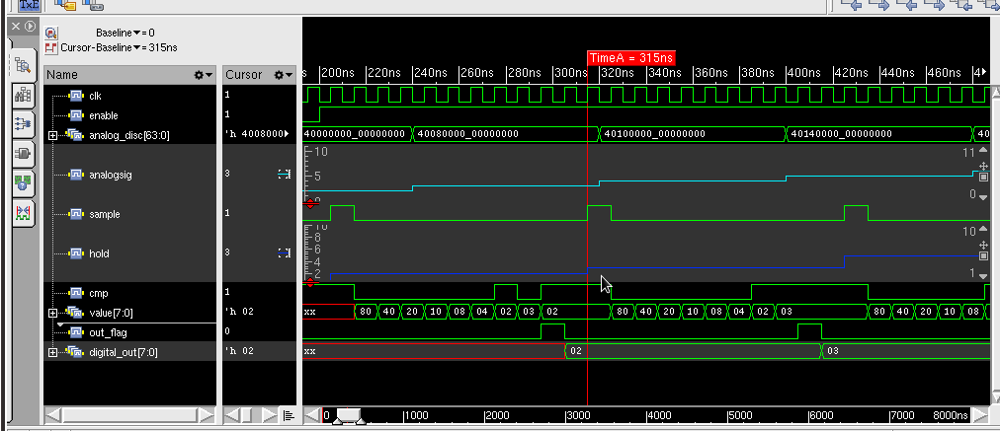 TxE
Baseline▼= 0
Cursor-Baseline▼= 315ns
TimeA = 315ns
Name
Cursor
s 200ns 220ns 240ns 260ns 280ns 300ns 320ns 340ns 360ns 380ns 400ns 420ns 440ns 460ns 4
clk 1
enable 1
analog_disc[63:0] 'h 4008000 40000000_00000000 40080000_00000000 40100000_00000000 40140000_00000000 40
10 11
analogsig 3 5
0 0
sample 1
10 10
8
6
hold 3 4
2 1
cmp 1
value[7:0] 'h 02 xx 80 40 20 10 08 04 02 03 02 80 40 20 10 08 04 02 03 80 40 20 10 08
out_flag 0
digital_out[7:0] 'h 02 xx 02 03
0 1000 2000 3000 4000 5000 6000 7000 8000ns